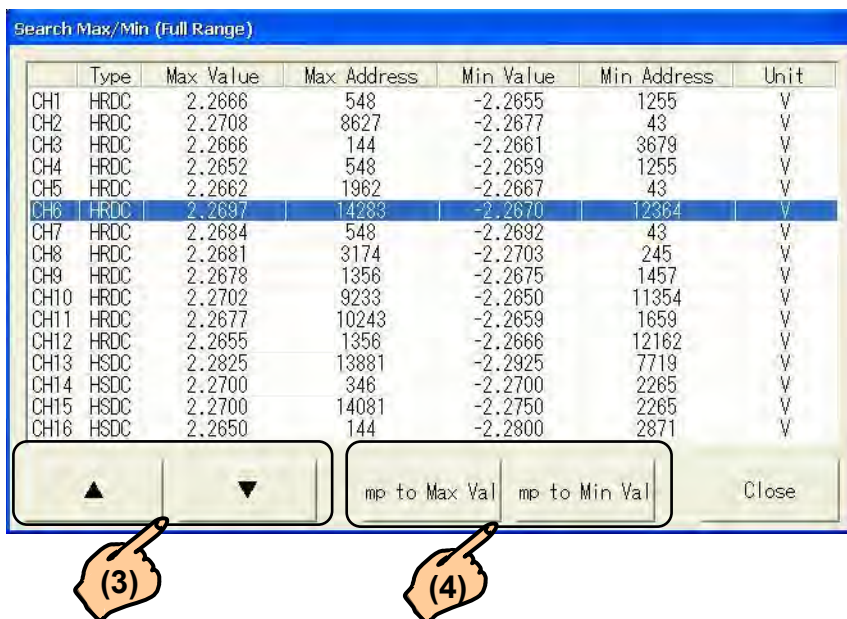 Search Max/Min (Full Range)
Type Max Value Max Address Min Value Min Address Unit
CH1 HRDC 2.2666 548 -2.2655 1255 V
CH2 HRDC 2.2708 8627 -2.2677 43 V
CH3 HRDC 2.2666 144 -2.2661 3679 V
CH4 HRDC 2.2652 548 -2.2659 1255 V
CH5 HRDC 2.2662 1962 -2.2667 43 V
CH6 HRDC 2.2697 14283 -2.2670 12364 V
CH7 HRDC 2.2684 548 -2.2692 43 V
CH8 HRDC 2.2681 3174 -2.2703 245 V
CH9 HRDC 2.2678 1356 -2.2675 1457 V
CH10 HRDC 2.2702 9233 -2.2650 11354 V
CH11 HRDC 2.2677 10243 -2.2659 1659 V
CH12 HRDC 2.2655 1356 -2.2666 12162 V
CH13 HSDC 2.2825 13881 -2.2925 7719 V
CH14 HSDC 2.2700 346 -2.2700 2265 V
CH15 HSDC 2.2700 14081 -2.2750 2265 V
CH16 HSDC 2.2650 144 -2.2800 2871 V
▲ ▼ mp to Max Val mp to Min Val Close
(3) (4)